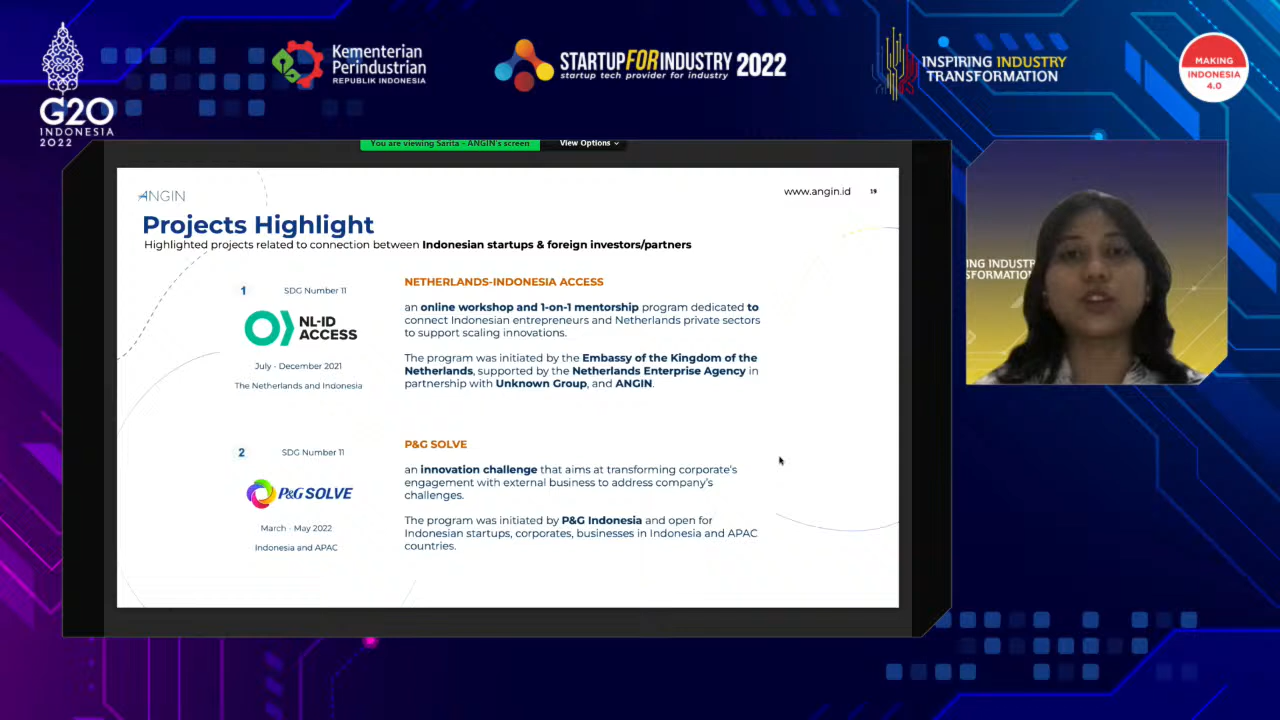 G20
INDONESIA
2022
Kementerian
Perindustrian
REPUBLIK INDONESIA
STARTUPFORINDUSTRY 2022
startup tech provider for industry
INSPIRING INDUSTRY
TRANSFORMATION
MAKING
INDONESIA
4.0
You are viewing Sarita - ANGIN's screen
View Options
ANGIN
www.angin.id
19
Projects Highlight
Highlighted projects related to connection between Indonesian startups & foreign investors/partners
1
SDG Number 11
NL-ID
ACCESS
July - December 2021
The Netherlands and Indonesia
NETHERLANDS-INDONESIA ACCESS
an online workshop and 1-on-1 mentorship program dedicated to
connect Indonesian entrepreneurs and Netherlands private sectors
to support scaling innovations.
The program was initiated by the Embassy of the Kingdom of the
Netherlands, supported by the Netherlands Enterprise Agency in
partnership with Unknown Group, and ANGIN.
2
SDG Number 11
P&G SOLVE
March - May 2022
Indonesia and APAC
P&G SOLVE
an innovation challenge that aims at transforming corporate's
engagement with external business to address company's
challenges.
The program was initiated by P&G Indonesia and open for
Indonesian startups, corporates, businesses in Indonesia and APAC
countries.
ING INDUSTR
SFORMATION